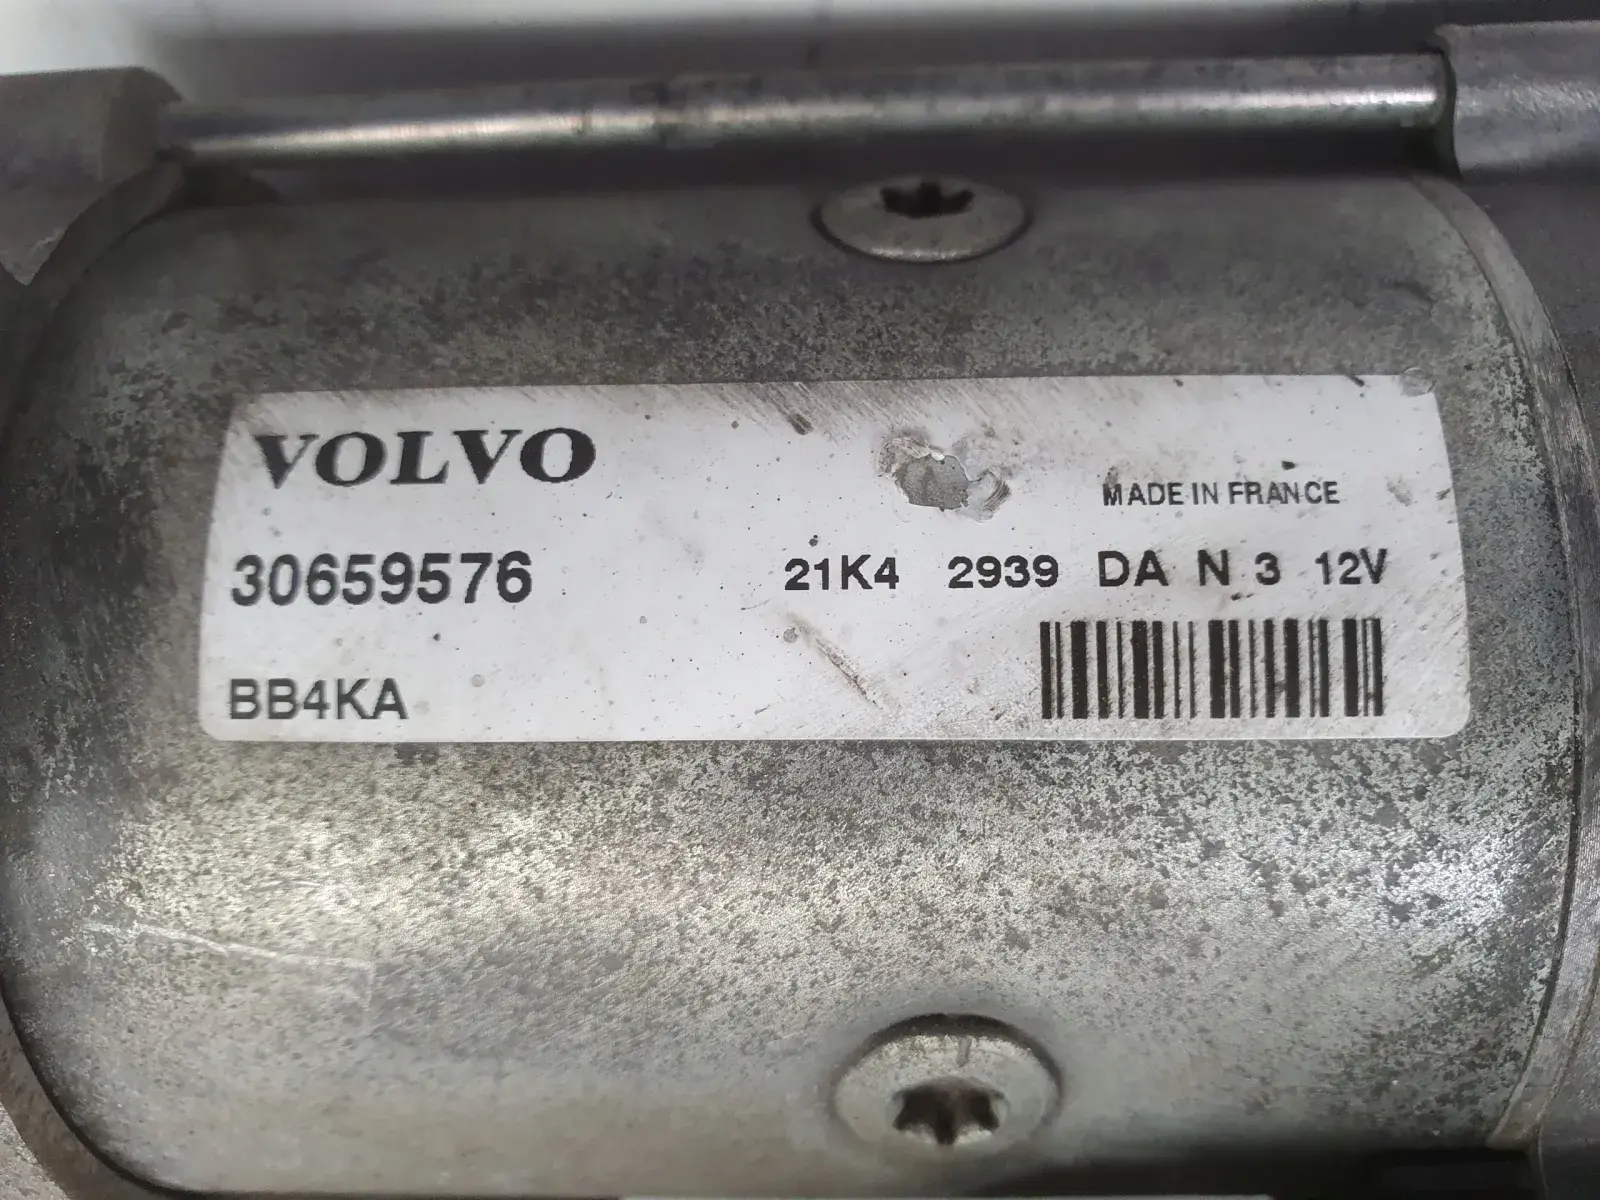 VOLVO
MADE IN FRANCE
30659576 21K4 2939 DA N 3 12V
BB4KA